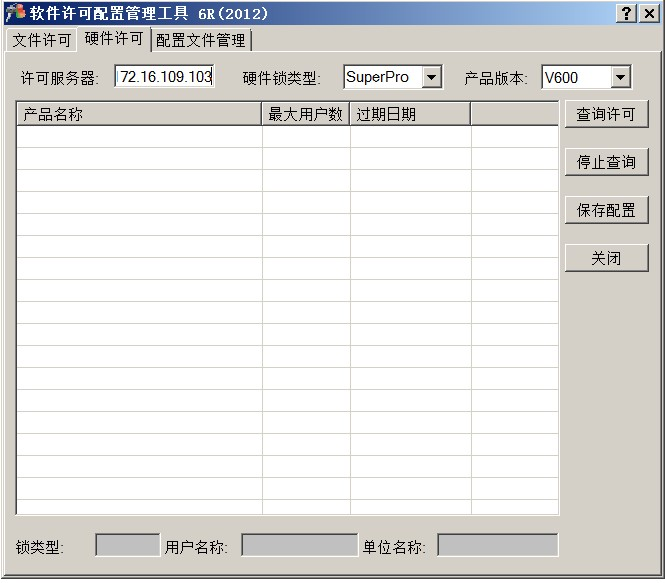 软件许可配置管理工具 6R(2012)
文件许可 硬件许可 配置文件管理
许可服务器: 72.16.109.103 硬件锁类型: SuperPro 产品版本: V600
产品名称 最大用户数 过期日期 查询许可
停止查询
保存配置
关闭
锁类型: 用户名称: 单位名称: